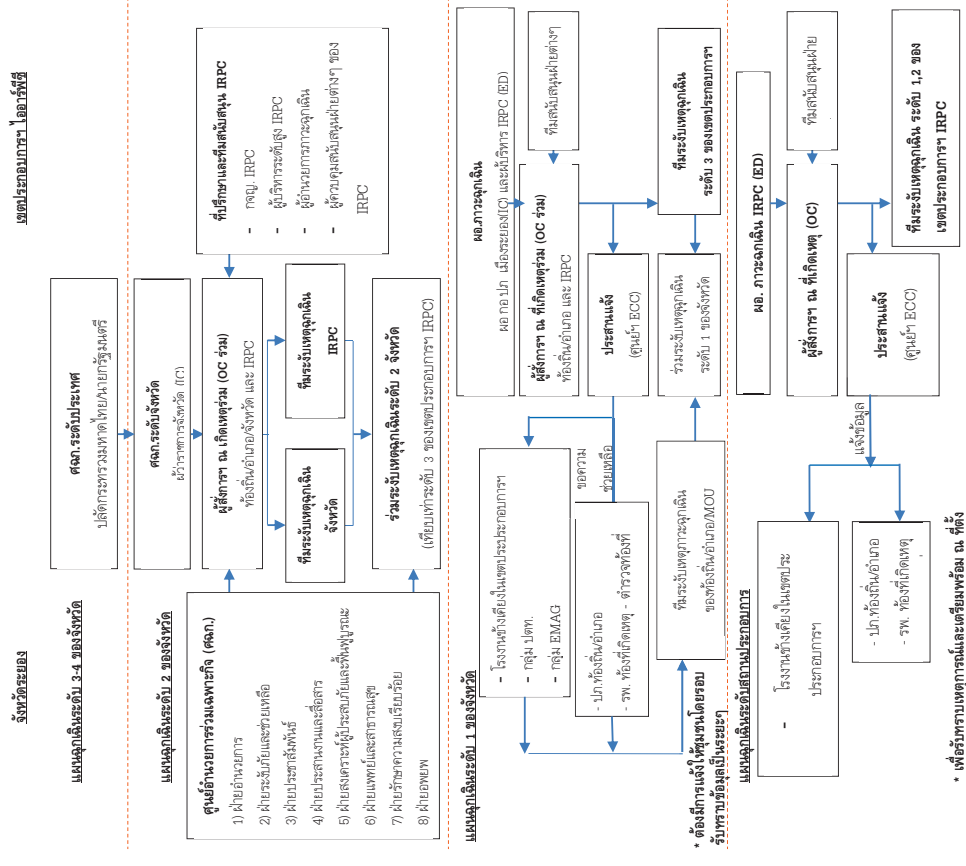 จังหวัดระยอง
เขตประกอบการฯ ไออาร์พีซี
แผนฉุกเฉินระดับ 3-4 ของจังหวัด
ศฉก.ระดับประเทศ
ปลัดกระทรวงมหาดไทย/นายกรัฐมนตรี
แผนฉุกเฉินระดับ 2 ของจังหวัด
ศฉก.ระดับจังหวัด
ผู้ว่าราชการจังหวัด (IC)
ศูนย์อำนวยการร่วมเฉพาะกิจ (ศฉก.)
1) ฝ่ายอำนวยการ
2) ฝ่ายระงับภัยและช่วยเหลือ
3) ฝ่ายประชาสัมพันธ์
4) ฝ่ายประสานงานและสื่อสาร
5) ฝ่ายสงเคราะห์ผู้ประสบภัยและฟื้นฟูบูรณะ
6) ฝ่ายแพทย์และสาธารณสุข
7) ฝ่ายรักษาความสงบเรียบร้อย
8) ฝ่ายอพยพ
ผู้สั่งการฯ ณ เกิดเหตุร่วม (OC ร่วม)
ท้องถิ่น/อำเภอ/จังหวัด และ IRPC
ที่ปรึกษาและทีมสนับสนุน IRPC
- กจญ. IRPC
- ผู้บริหารระดับสูง IRPC
- ผู้อำนวยการภาวะฉุกเฉิน
- ผู้ควบคุมสนับสนุนฝ่ายต่างๆ ของ
IRPC
ทีมระงับเหตุฉุกเฉิน
จังหวัด
ทีมระงับเหตุฉุกเฉิน
IRPC
ร่วมระงับเหตุฉุกเฉินระดับ 2 จังหวัด
(เทียบเท่าระดับ 3 ของเขตประกอบการฯ IRPC)
แผนฉุกเฉินระดับ 1 ของจังหวัด
ผอ.ภาวะฉุกเฉิน
ผอ กอ ปภ เมืองระยอง(IC) และผู้บริหาร IRPC (ED)
ผู้สั่งการฯ ณ ที่เกิดเหตุร่วม (OC ร่วม)
ท้องถิ่น/อำเภอ และ IRPC
ทีมสนับสนุนฝ่ายต่างๆ
- โรงงานข้างเคียงในเขตประประกอบการฯ
- กลุ่ม ปตท.
- กลุ่ม EMAG
ขอความ
ช่วยเหลือ
ประสานแจ้ง
(ศูนย์ฯ ECC)
- ปภ.ท้องถิ่น/อำเภอ
- รพ. ท้องที่เกิดเหตุ - ตำรวจท้องที่
ทีมระงับเหตุฉุกเฉิน
ระดับ 3 ของเขตประกอบการฯ
ทีมระงับเหตุภาวะฉุกเฉิน
ของท้องถิ่น/อำเภอ/MOU
ร่วมระงับเหตุฉุกเฉิน
ระดับ 1 ของจังหวัด
* ต้องมีการแจ้งให้ชุมชนโดยรอบ
รับทราบข้อมูลเป็นระยะๆ
แผนฉุกเฉินระดับสถานประกอบการ
ผอ. ภาวะฉุกเฉิน IRPC (ED)
ผู้สั่งการฯ ณ ที่เกิดเหตุ (OC)
ทีมสนับสนุนฝ่าย
- โรงงานข้างเคียงในเขตประ
ประกอบการฯ
แจ้งข้อมูล
ประสานแจ้ง
(ศูนย์ฯ ECC)
ทีมระงับเหตุฉุกเฉิน ระดับ 1,2 ของ
เขตประกอบการฯ IRPC
- ปภ.ท้องถิ่น/อำเภอ
- รพ. ท้องที่เกิดเหตุ
* เพื่อรับทราบเหตุการณ์และเตรียมพร้อม ณ ที่ตั้ง